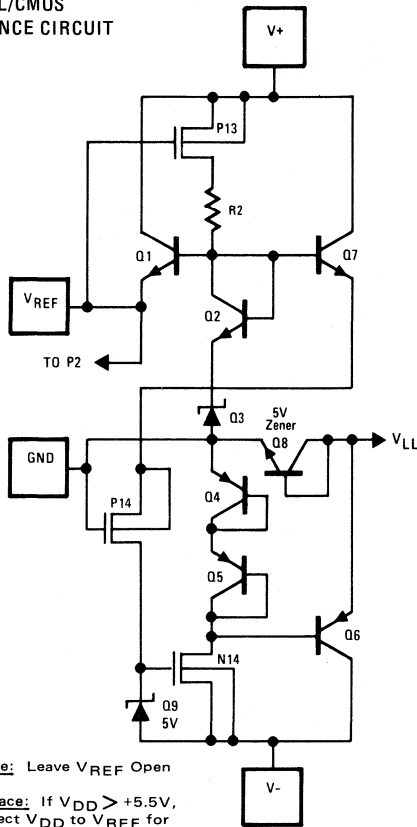 L/CMOS
ENCE CIRCUIT
V+
P13
R2
Q1
Q7
VREF
Q2
TO P2
Q3
5V
Zener
Q8
VLL
GND
Q4
P14
Q5
Q6
N14
Q9
5V
e: Leave VREF Open
ace: If VDD > +5.5V,
ect VDD to VREF for
V-